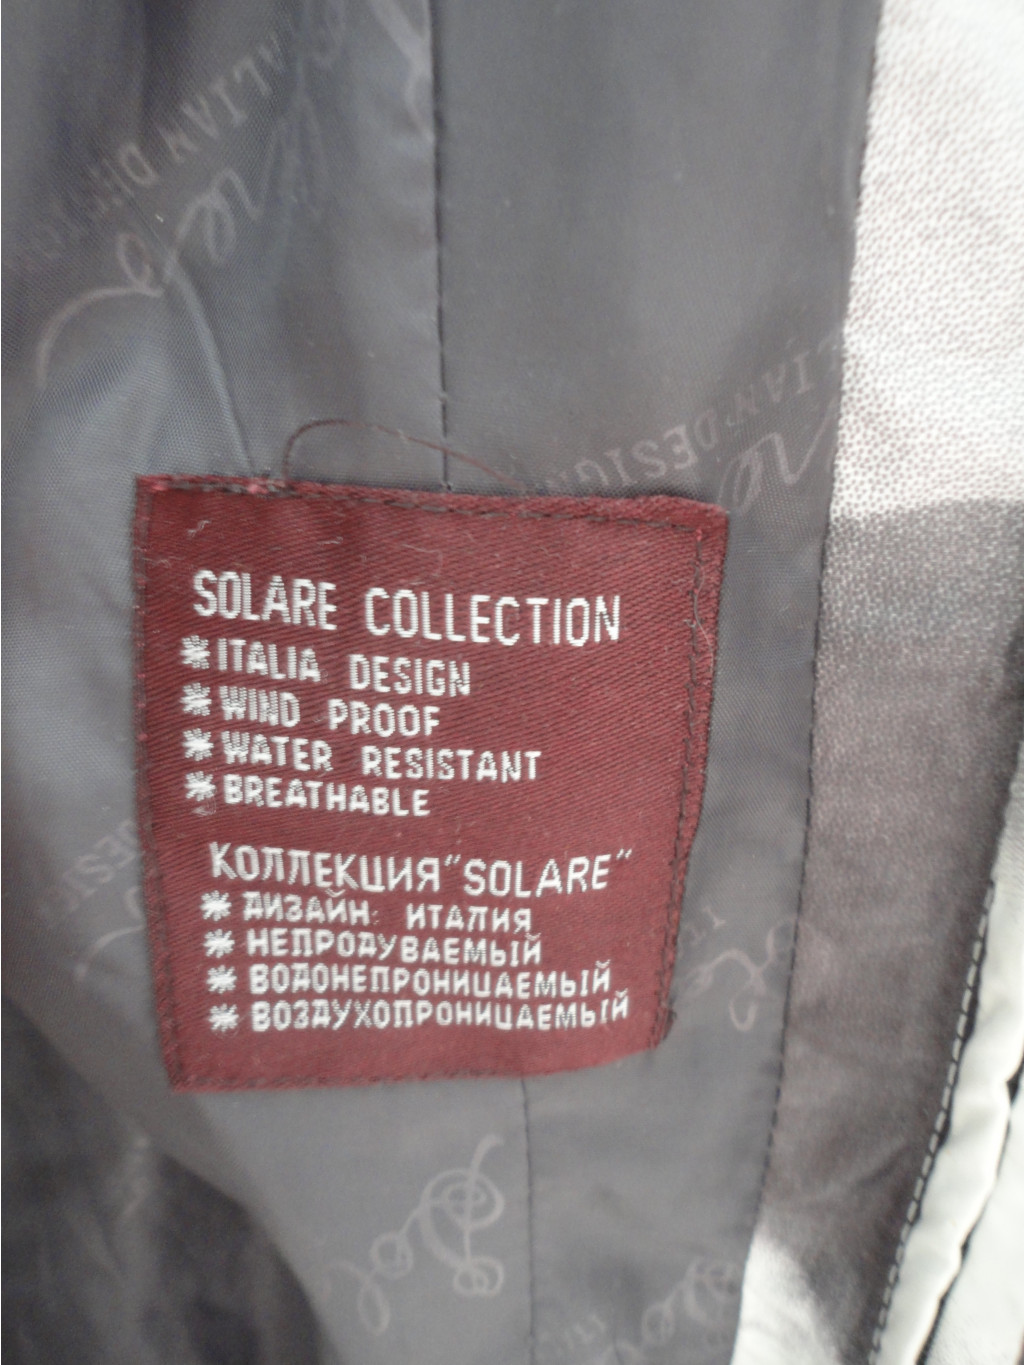 SOLARE COLLECTION
*ITALIA DESIGN
*WIND PROOF
*WATER RESISTANT
*BREATHABLE
КОЛЛЕКЦИЯ "SOLARE"
* ДИЗАЙН: ИТАЛИЯ
* НЕПРОДУВАЕМЫЙ
* ВОДОНЕПРОНИЦАЕМЫЙ
* ВОЗДУХОПРОНИЦАЕМЫЙ